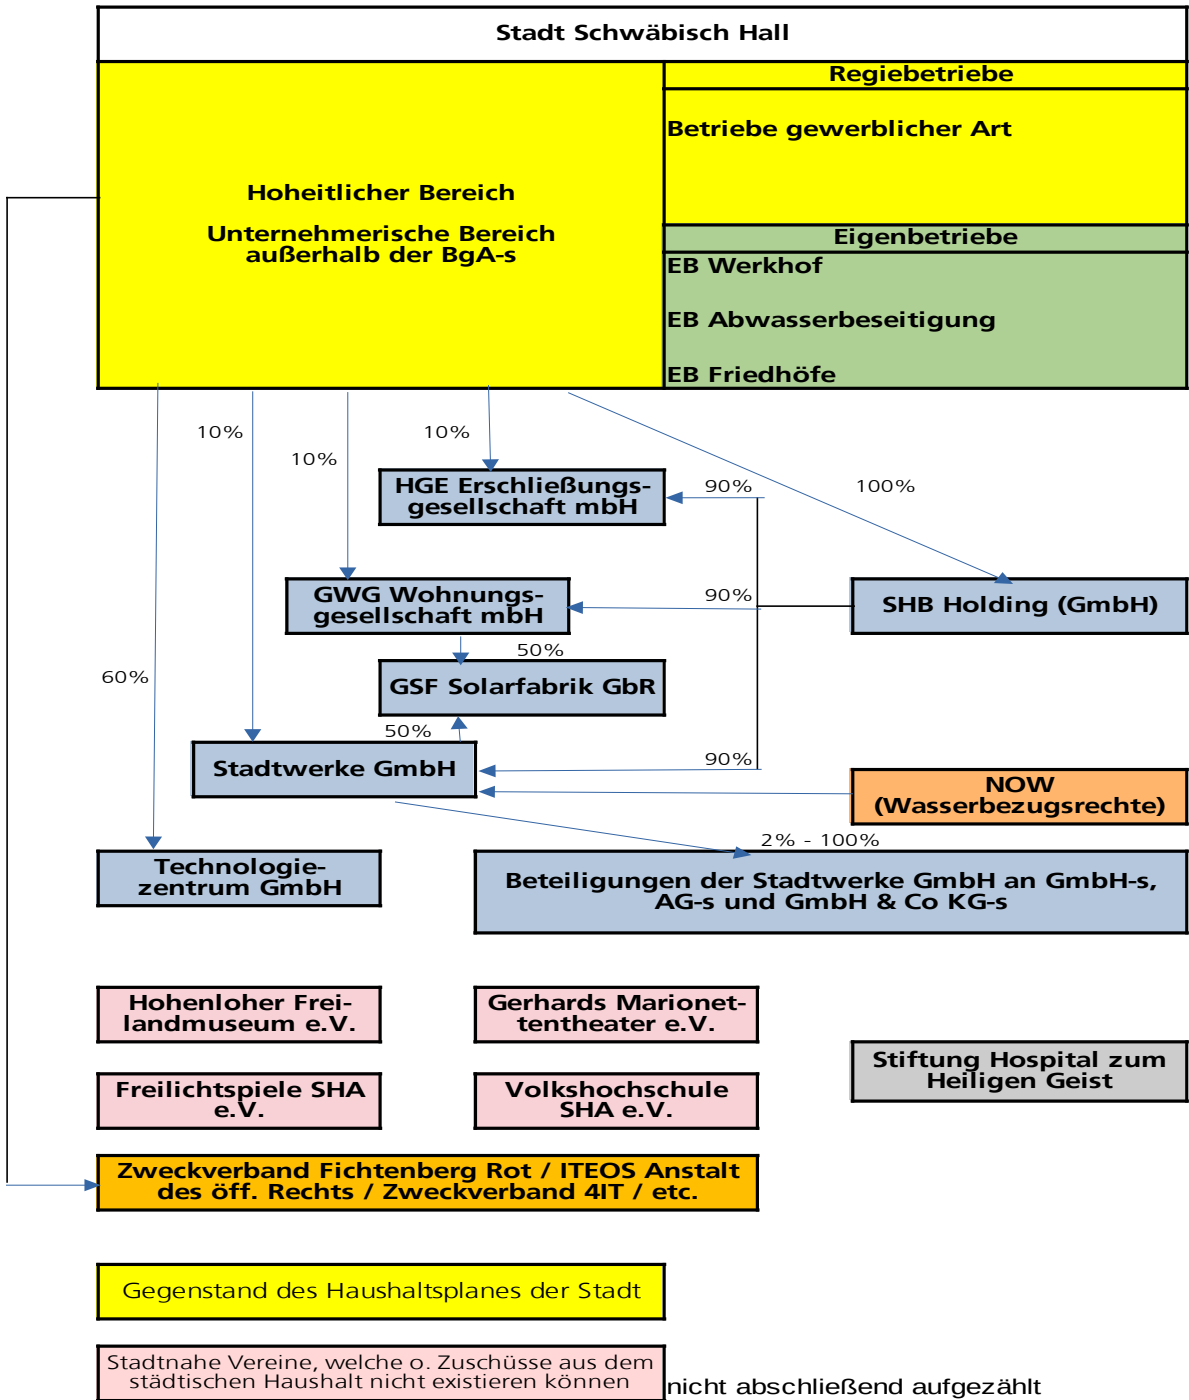 Stadt Schwäbisch Hall
Regiebetriebe
Betriebe gewerblicher Art
Hoheitlicher Bereich
Unternehmerische Bereich
außerhalb der BgA-s
Eigenbetriebe
EB Werkhof
EB Abwasserbeseitigung
EB Friedhöfe
10%
10%
10%
HGE Erschließungs-
gesellschaft mbH
90%
100%
GWG Wohnungs-
gesellschaft mbH
90%
SHB Holding (GmbH)
50%
60%
GSF Solarfabrik GbR
50%
Stadtwerke GmbH
90%
NOW
(Wasserbezugsrechte)
2% - 100%
Technologie-
zentrum GmbH
Beteiligungen der Stadtwerke GmbH an GmbH-s,
AG-s und GmbH & Co KG-s
Hohenloher Frei-
landmuseum e.V.
Gerhards Marionet-
tentheater e.V.
Stiftung Hospital zum
Heiligen Geist
Freilichtspiele SHA
e.V.
Volkshochschule
SHA e.V.
Zweckverband Fichtenberg Rot / ITEOS Anstalt
des öff. Rechts / Zweckverband 4IT / etc.
Gegenstand des Haushaltsplanes der Stadt
Stadtnahe Vereine, welche o. Zuschüsse aus dem
städtischen Haushalt nicht existieren können
nicht abschließend aufgezählt